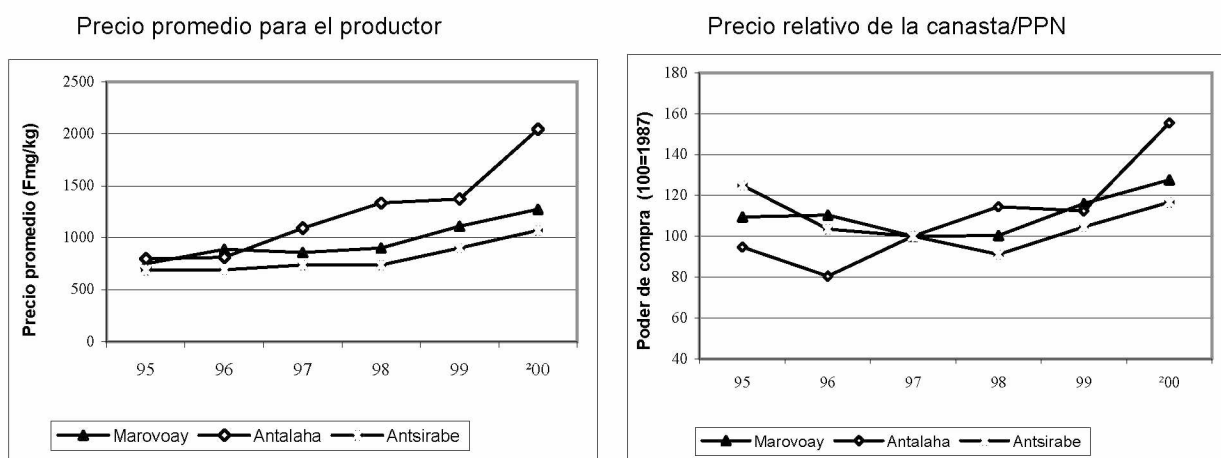 Precio promedio para el productor
Precio promedio (Fmg/kg)
2500
2000
1500
1000
500
0
95 96 97 98 99 ²00
Marovoay Antalaha Antsirabe
Precio relativo de la canasta/PPN
Poder de compra (100=1987)
180
160
140
120
100
80
60
40
95 96 97 98 99 ²00
Marovoay Antalaha Antsirabe